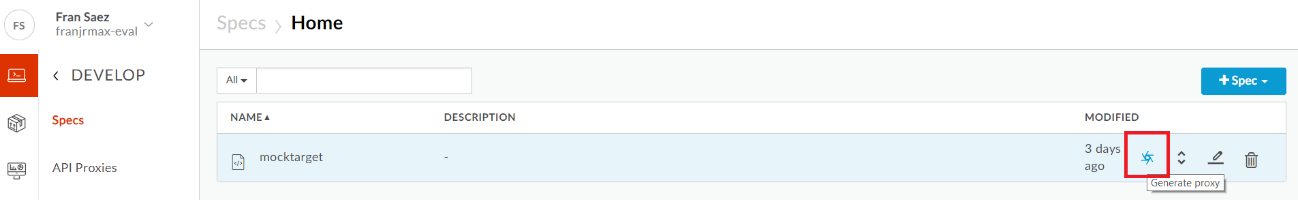 FS
Fran Saez
franjrmax-eval
Specs > Home
< DEVELOP
Specs
API Proxies
All
+ Spec
NAME DESCRIPTION MODIFIED
mocktarget - 3 days
ago
Generate proxy